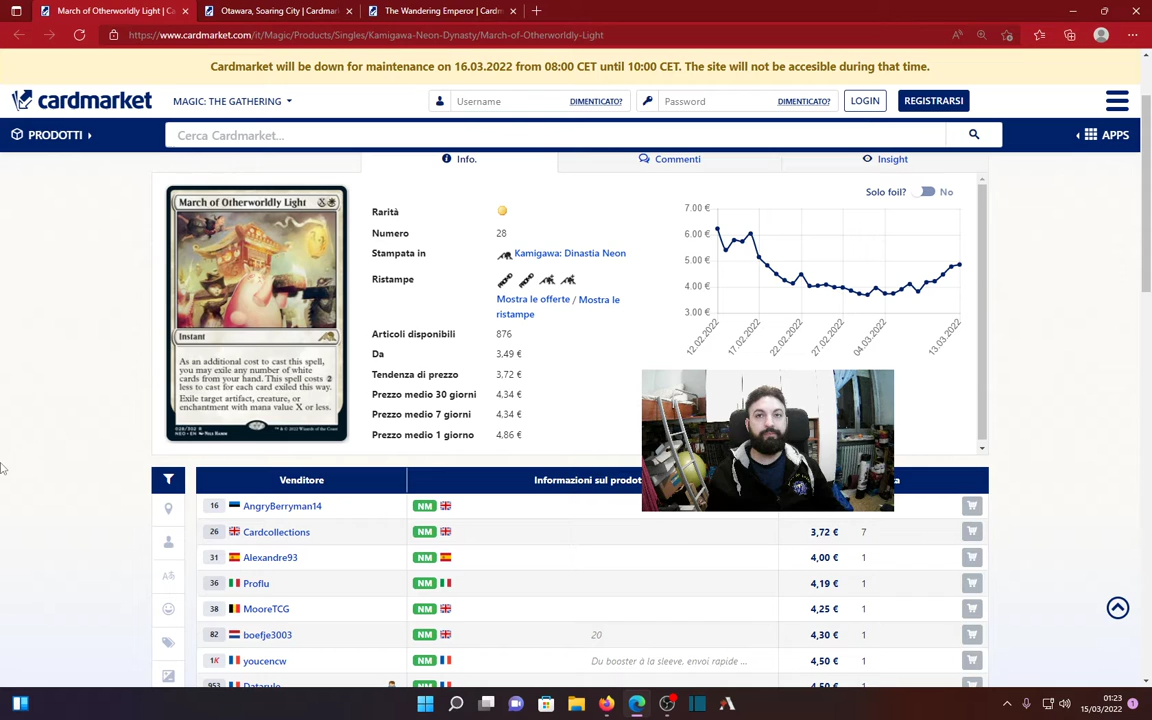 March of Otherworldly Light | Ca
Otawara, Soaring City | Cardmar
The Wandering Emperor | Cardm
https://www.cardmarket.com/it/Magic/Products/Singles/Kamigawa-Neon-Dynasty/March-of-Otherworldly-Light
Cardmarket will be down for maintenance on 16.03.2022 from 08:00 CET until 10:00 CET. The site will not be accesible during that time.
cardmarket
MAGIC: THE GATHERING
Username
DIMENTICATO?
Password
DIMENTICATO?
LOGIN
REGISTRARSI
PRODOTTI
Cerca Cardmarket...
APPS
Info.
Commenti
Insight
March of Otherworldly Light
X
Instant
As an additional cost to cast this spell,
you may exile any number of white
cards from your hand. This spell costs 2
less to cast for each card exiled this way.
Exile target artifact, creature, or
enchantment with mana value X or less.
Rarità
Numero 28
Stampata in Kamigawa: Dinastia Neon
Ristampe
Mostra le offerte / Mostra le
ristampe
Articoli disponibili 876
Da 3,49 €
Tendenza di prezzo 3,72 €
Prezzo medio 30 giorni 4,34 €
Prezzo medio 7 giorni 4,34 €
Prezzo medio 1 giorno 4,86 €
Solo foil? No
7.00 €
6.00 €
5.00 €
4.00 €
3.00 €
12.02.2022
17.02.2022
22.02.2022
27.02.2022
04.03.2022
13.03.2022
Venditore
Informazioni sul prodot
a
16 AngryBerryman14 NM
26 Cardcollections NM 3,72 € 7
31 Alexandre93 NM 4,00 € 1
36 Proflu NM 4,19 € 1
38 MooreTCG NM 4,25 € 1
82 boefje3003 NM 20 4,30 € 1
1K youcencw NM Du booster à la sleeve, envoi rapide ... 4,50 € 1
953 Datarule NM 4,50 € 1
01:23
15/03/2022
1